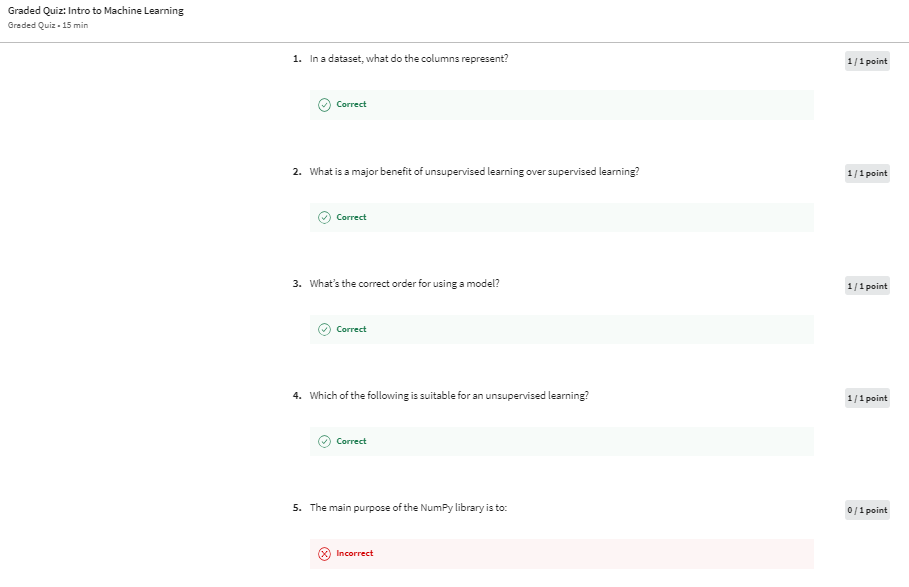 Graded Quiz: Intro to Machine Learning
Graded Quiz • 15 min
1. In a dataset, what do the columns represent? 1 / 1 point
Correct
2. What is a major benefit of unsupervised learning over supervised learning? 1 / 1 point
Correct
3. What's the correct order for using a model? 1 / 1 point
Correct
4. Which of the following is suitable for an unsupervised learning? 1 / 1 point
Correct
5. The main purpose of the NumPy library is to: 0 / 1 point
Incorrect